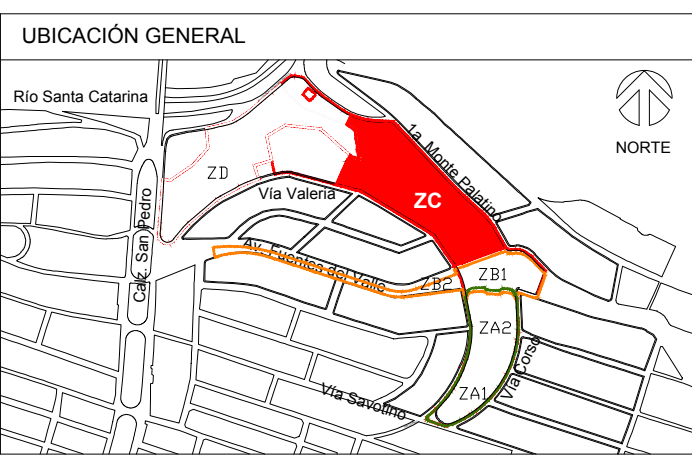 UBICACIÓN GENERAL
Río Santa Catarina
NORTE
1a. Monte Palatino
ZD
Vía Valeria
ZC
Calz. San Pedro
Av. Fuentes del Valle
ZB2
ZB1
ZA2
Vía Corso
ZA1
Vía Savotino